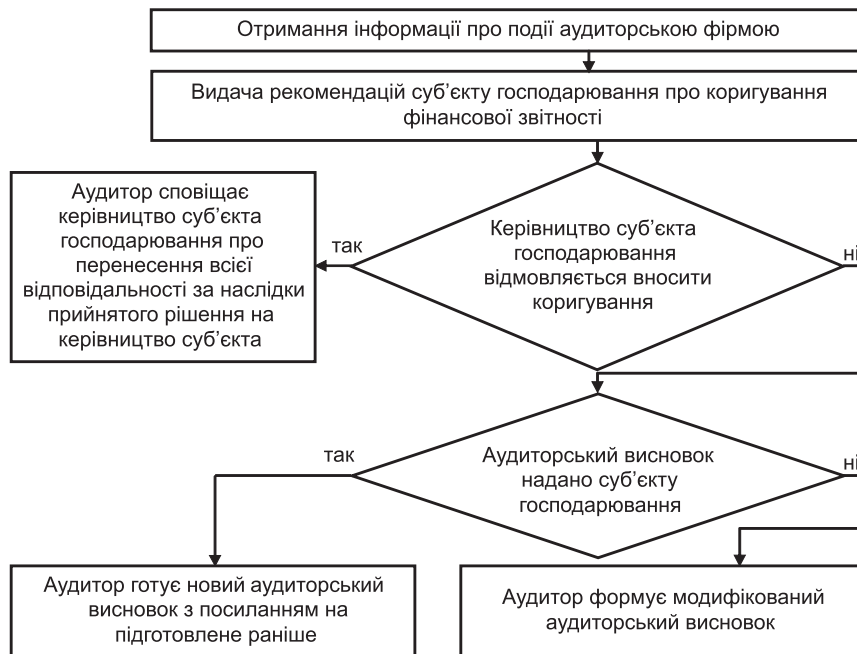 Отримання інформації про події аудиторською фірмою
Видача рекомендацій суб’єкту господарювання про коригування
фінансової звітності
Аудитор сповіщає
керівництво суб’єкта
господарювання про
перенесення всієї
відповідальності за наслідки
прийнятого рішення на
керівництво суб’єкта
так
Керівництво суб’єкта
господарювання
відмовляється вносити
коригування
ні
так
Аудиторський висновок
надано суб’єкту
господарювання
ні
Аудитор готує новий аудиторський
висновок з посиланням на
підготовлене раніше
Аудитор формує модифікований
аудиторський висновок